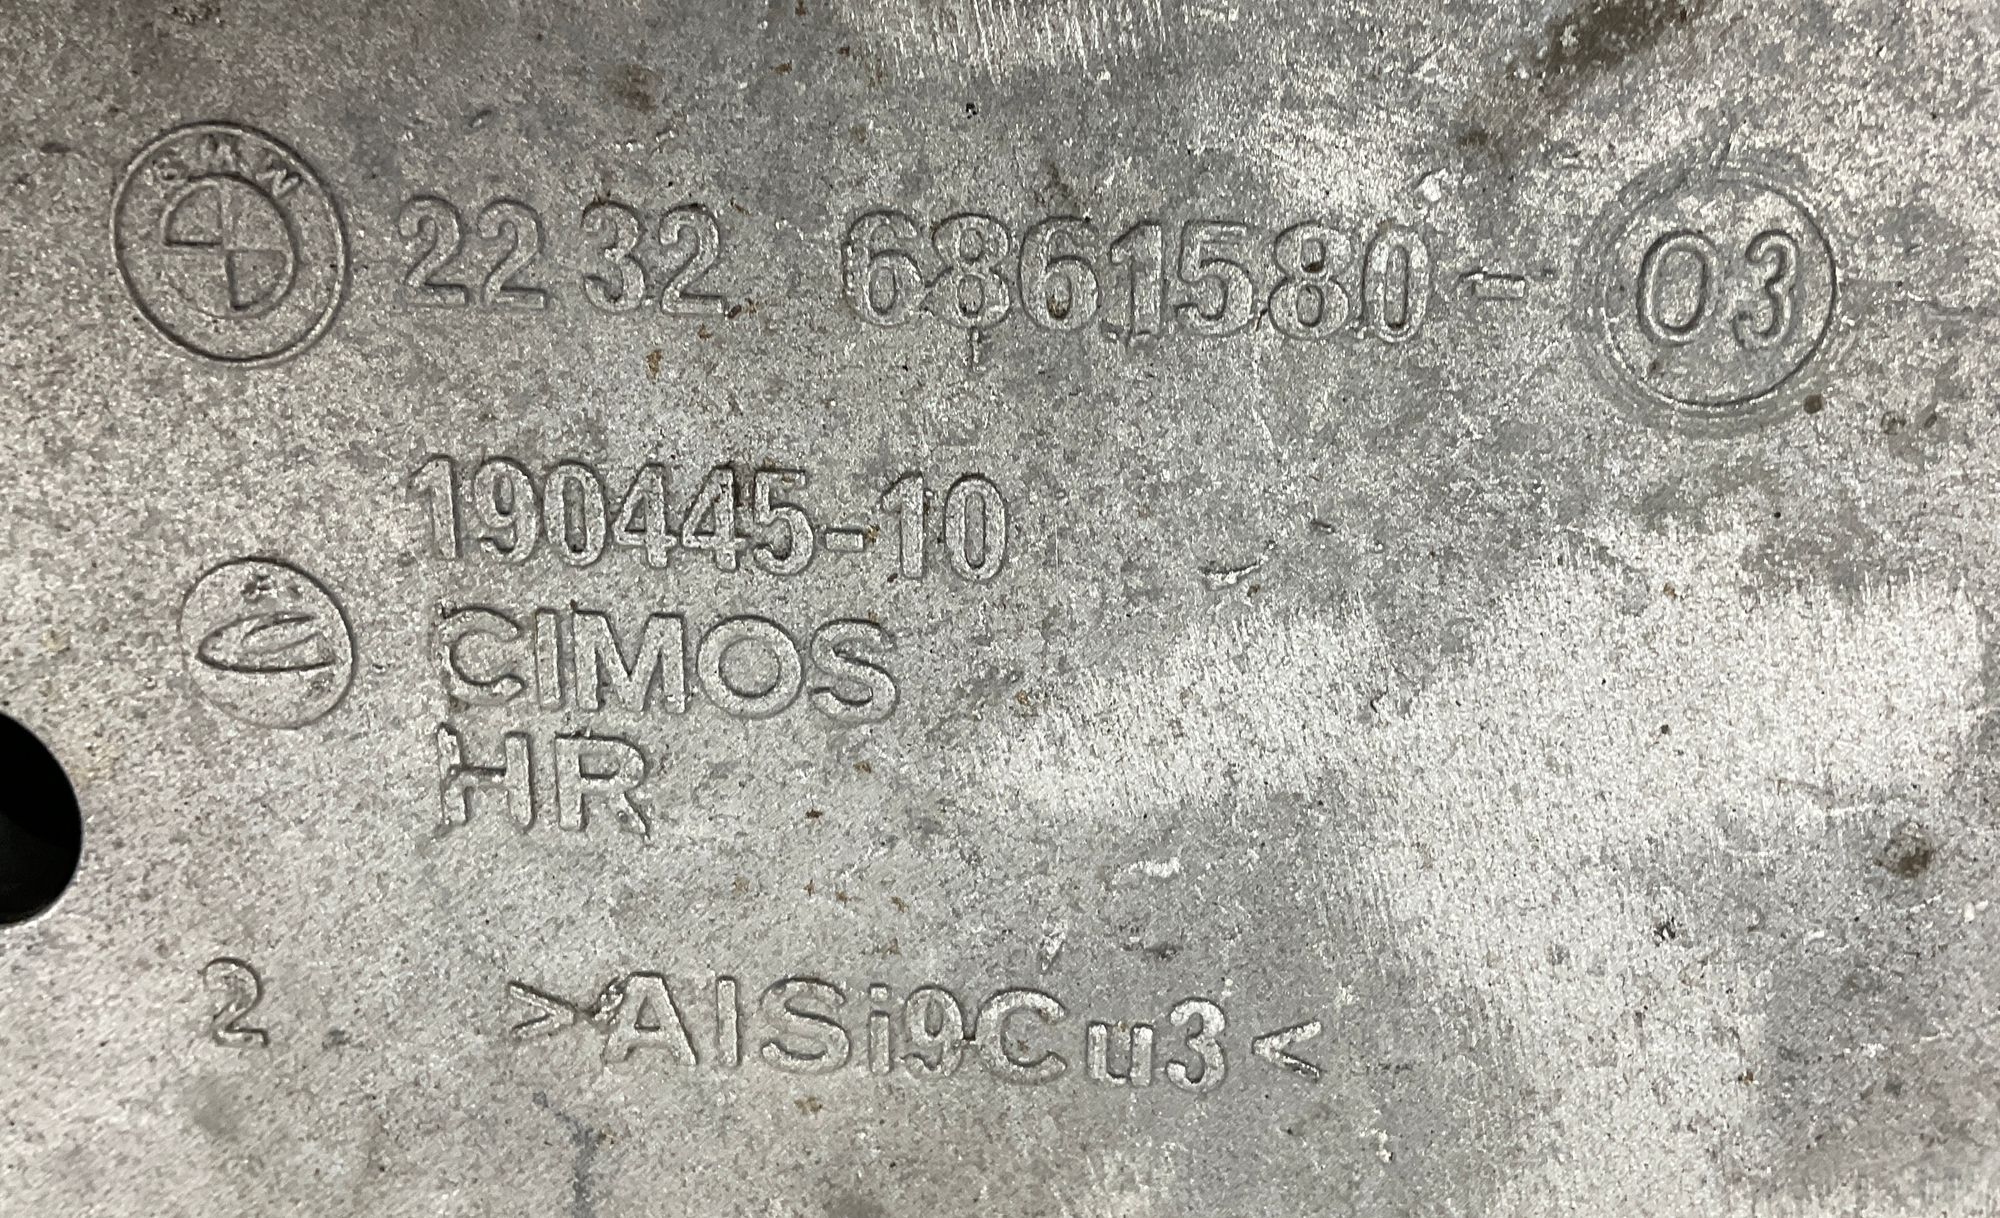 BMW 22 32 6861580-03
190445-10
CIMOS
HR
2 >AlSi9Cu3<